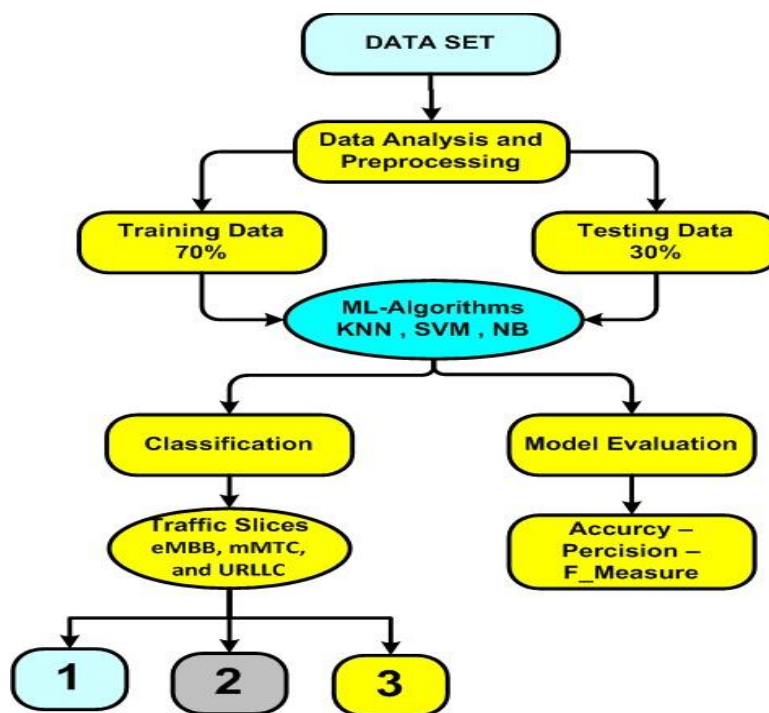 DATA SET
Data Analysis and
Preprocessing
Training Data
70%
Testing Data
30%
ML-Algorithms
KNN , SVM , NB
Classification
Model Evaluation
Traffic Slices
eMBB, mMTC,
and URLLC
Accurcy –
Percision –
F_Measure
1
2
3